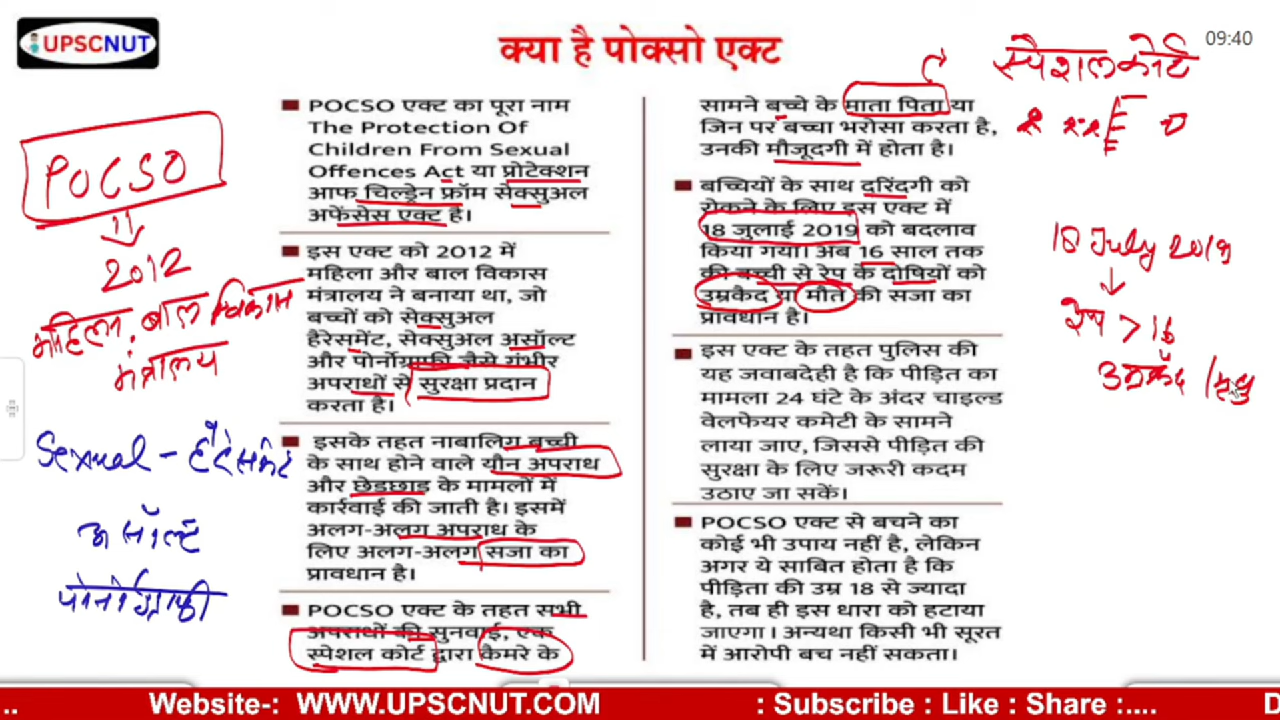 UPSCNUT
क्या है पोक्सो एक्ट
09:40
POCSO
2012
महिला, बाल विकास
मंत्रालय
Sexual - हैरेसमेंट
असॉल्ट
पोर्नोग्राफी
POCSO एक्ट का पूरा नाम
The Protection Of
Children From Sexual
Offences Act या प्रोटेक्शन
आफ चिल्ड्रेन फ्रॉम सेक्सुअल
अफेंसेस एक्ट है।
इस एक्ट को 2012 में
महिला और बाल विकास
मंत्रालय ने बनाया था, जो
बच्चों को सेक्सुअल
हैरेसमेंट, सेक्सुअल असॉल्ट
और पोर्नोग्राफी जैसे गंभीर
अपराधों से सुरक्षा प्रदान
करता है।
इसके तहत नाबालिग बच्ची
के साथ होने वाले यौन अपराध
और छेड़छाड़ के मामलों में
कार्रवाई की जाती है। इसमें
अलग-अलग अपराध के
लिए अलग-अलग सजा का
प्रावधान है।
POCSO एक्ट के तहत सभी
अपराधों की सुनवाई, एक
स्पेशल कोर्ट द्वारा कैमरे के
सामने बच्चे के माता पिता या
जिन पर बच्चा भरोसा करता है,
उनकी मौजूदगी में होता है।
बच्चियों के साथ दरिंदगी को
रोकने के लिए इस एक्ट में
18 जुलाई 2019 को बदलाव
किया गया। अब 16 साल तक
की बच्ची से रेप के दोषियों को
उम्रकैद या मौत की सजा का
प्रावधान है।
इस एक्ट के तहत पुलिस की
यह जवाबदेही है कि पीड़ित का
मामला 24 घंटे के अंदर चाइल्ड
वेलफेयर कमेटी के सामने
लाया जाए, जिससे पीड़ित की
सुरक्षा के लिए जरूरी कदम
उठाए जा सकें।
POCSO एक्ट से बचने का
कोई भी उपाय नहीं है, लेकिन
अगर ये साबित होता है कि
पीड़िता की उम्र 18 से ज्यादा
है, तब ही इस धारा को हटाया
जाएगा। अन्यथा किसी भी सूरत
में आरोपी बच नहीं सकता।
स्पेशल कोर्ट
18 July 2019
रेप > 16
उम्रकैद /
..
Website-: WWW.UPSCNUT.COM
: Subscribe : Like : Share :....
D